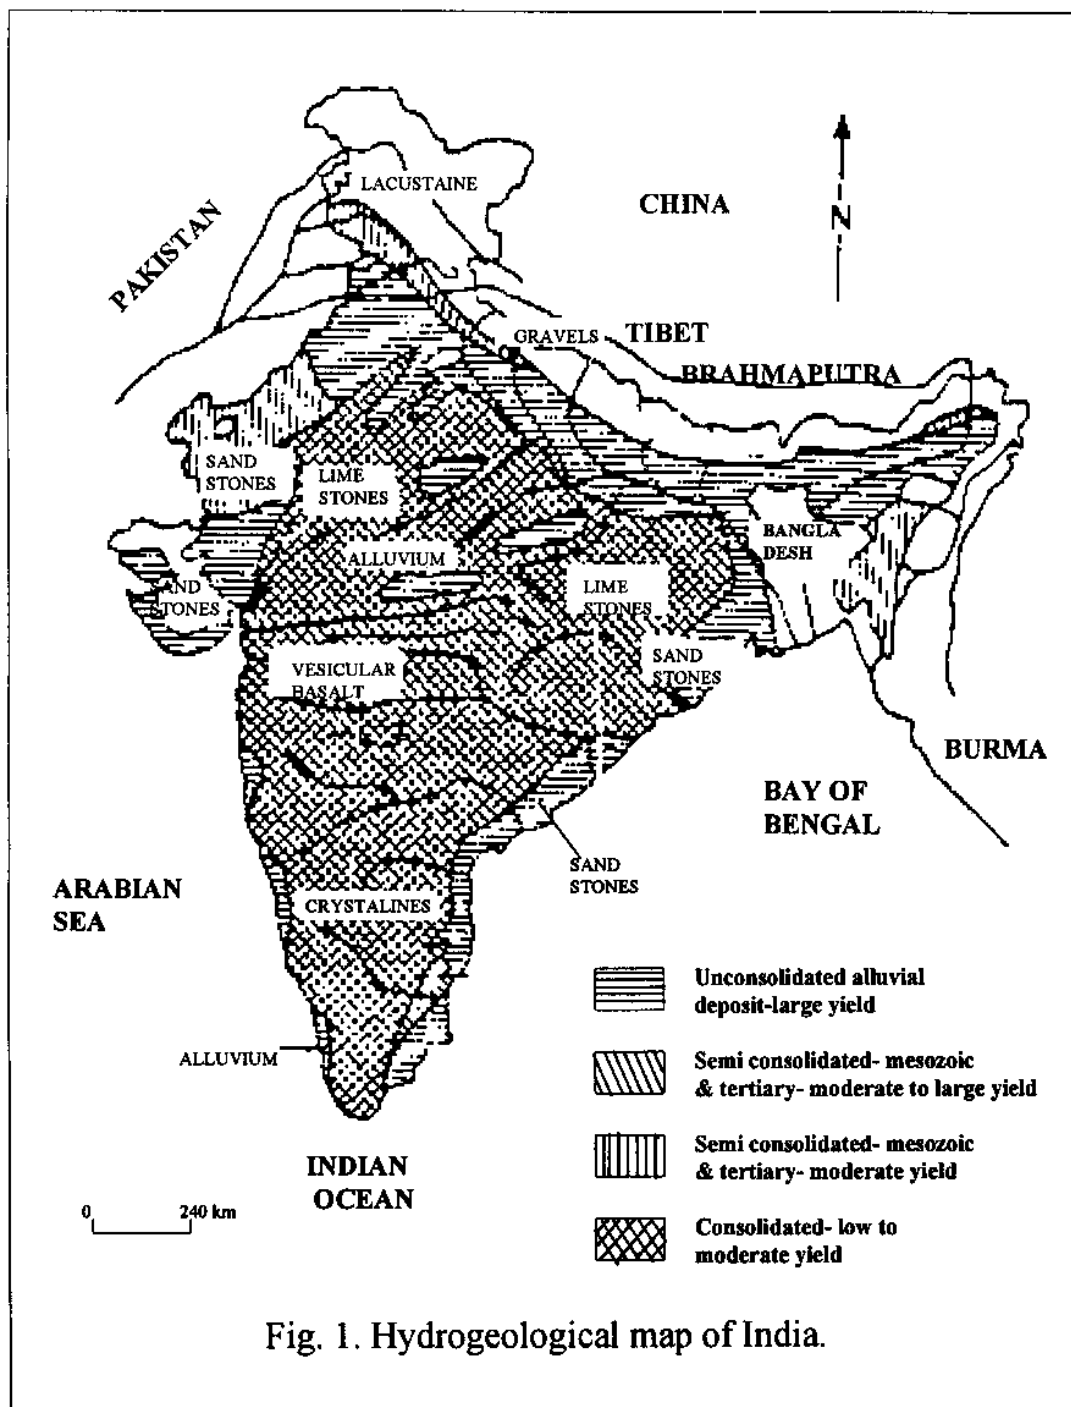 LACUSTAINE
CHINA
N
PAKISTAN
GRAVELS
TIBET
BRAHMAPUTRA
SAND
STONES
LIME
STONES
ALLUVIUM
BANGLA
DESH
SAND
STONES
LIME
STONES
VESICULAR
BASALT
SAND
STONES
BURMA
BAY OF
BENGAL
SAND
STONES
ARABIAN
SEA
CRYSTALINES
ALLUVIUM
INDIAN
OCEAN
0 240 km
Unconsolidated alluvial
deposit-large yield
Semi consolidated- mesozoic
& tertiary- moderate to large yield
Semi consolidated- mesozoic
& tertiary- moderate yield
Consolidated- low to
moderate yield
Fig. 1. Hydrogeological map of India.